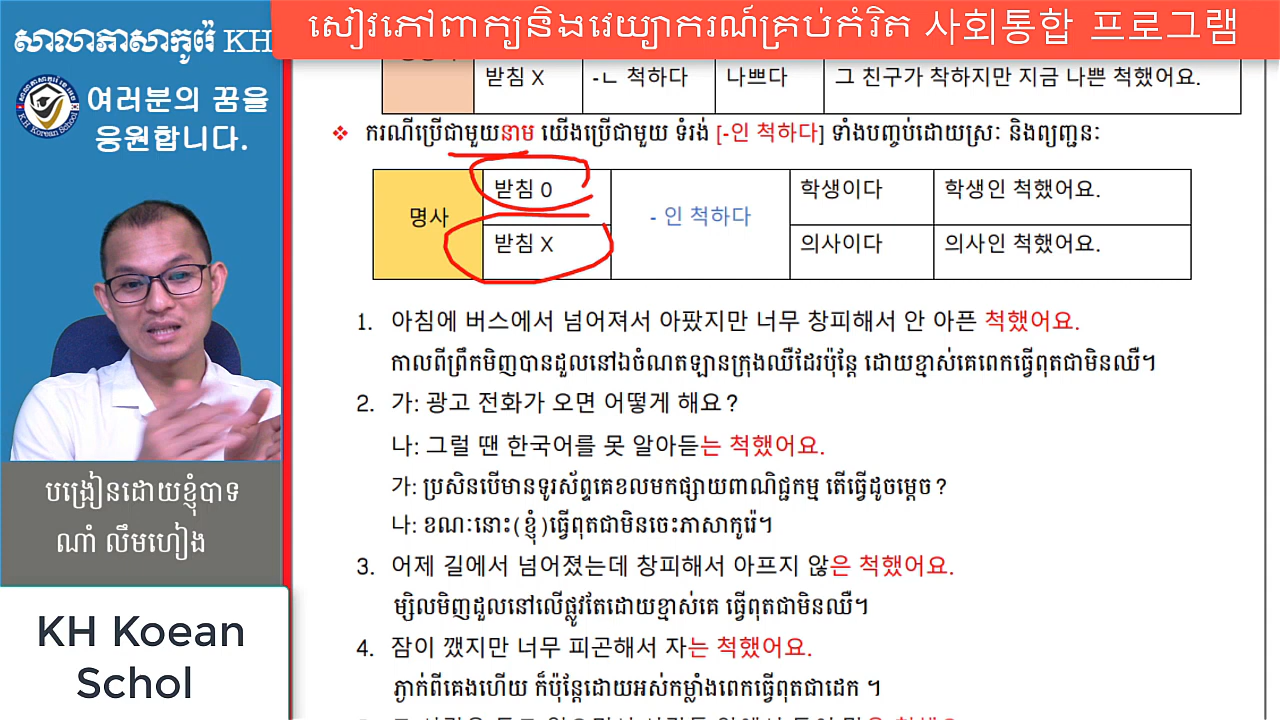 សាលាភាសាកូរ៉េ KH
여러분의 꿈을
응원합니다.
បង្រៀនដោយខ្ញុំបាទ
ណាំ លឹមហៀង
KH Koean
Schol
សៀវភៅពាក្យនិងវេយ្យាករណ៍គ្រប់កំរិត 사회통합 프로그램
받침 X -ㄴ 척하다 나쁘다 그 친구가 착하지만 지금 나쁜 척했어요.
❖ ករណីប្រើជាមួយនាម យើងប្រើជាមួយ ទំរង់ [-인 척하다] ទាំងបញ្ចប់ដោយស្រៈ និងព្យញ្ជនៈ
명사 받침 0 - 인 척하다 학생이다 학생인 척했어요.
받침 X 의사이다 의사인 척했어요.
1. 아침에 버스에서 넘어져서 아팠지만 너무 창피해서 안 아픈 척했어요.
កាលពីព្រឹកមិញបានដួលនៅឯចំណតឡានក្រុងឈឺដែរប៉ុន្តែ ដោយខ្មាស់គេពេកធ្វើពុតជាមិនឈឺ។
2. 가: 광고 전화가 오면 어떻게 해요?
나: 그럴 땐 한국어를 못 알아듣는 척했어요.
가: ប្រសិនបើមានទូរស័ព្ទគេខលមកផ្សាយពាណិជ្ជកម្ម តើធ្វើដូចម្ដេច?
나: ខណៈនោះ(ខ្ញុំ)ធ្វើពុតជាមិនចេះភាសាកូរ៉េ។
3. 어제 길에서 넘어졌는데 창피해서 아프지 않은 척했어요.
ម្សិលមិញដួលនៅលើផ្លូវតែដោយខ្មាស់គេ ធ្វើពុតជាមិនឈឺ។
4. 잠이 깼지만 너무 피곤해서 자는 척했어요.
ភ្ញាក់ពីគេងហើយ ក៏ប៉ុន្តែដោយអស់កម្លាំងពេកធ្វើពុតជាដេក ។